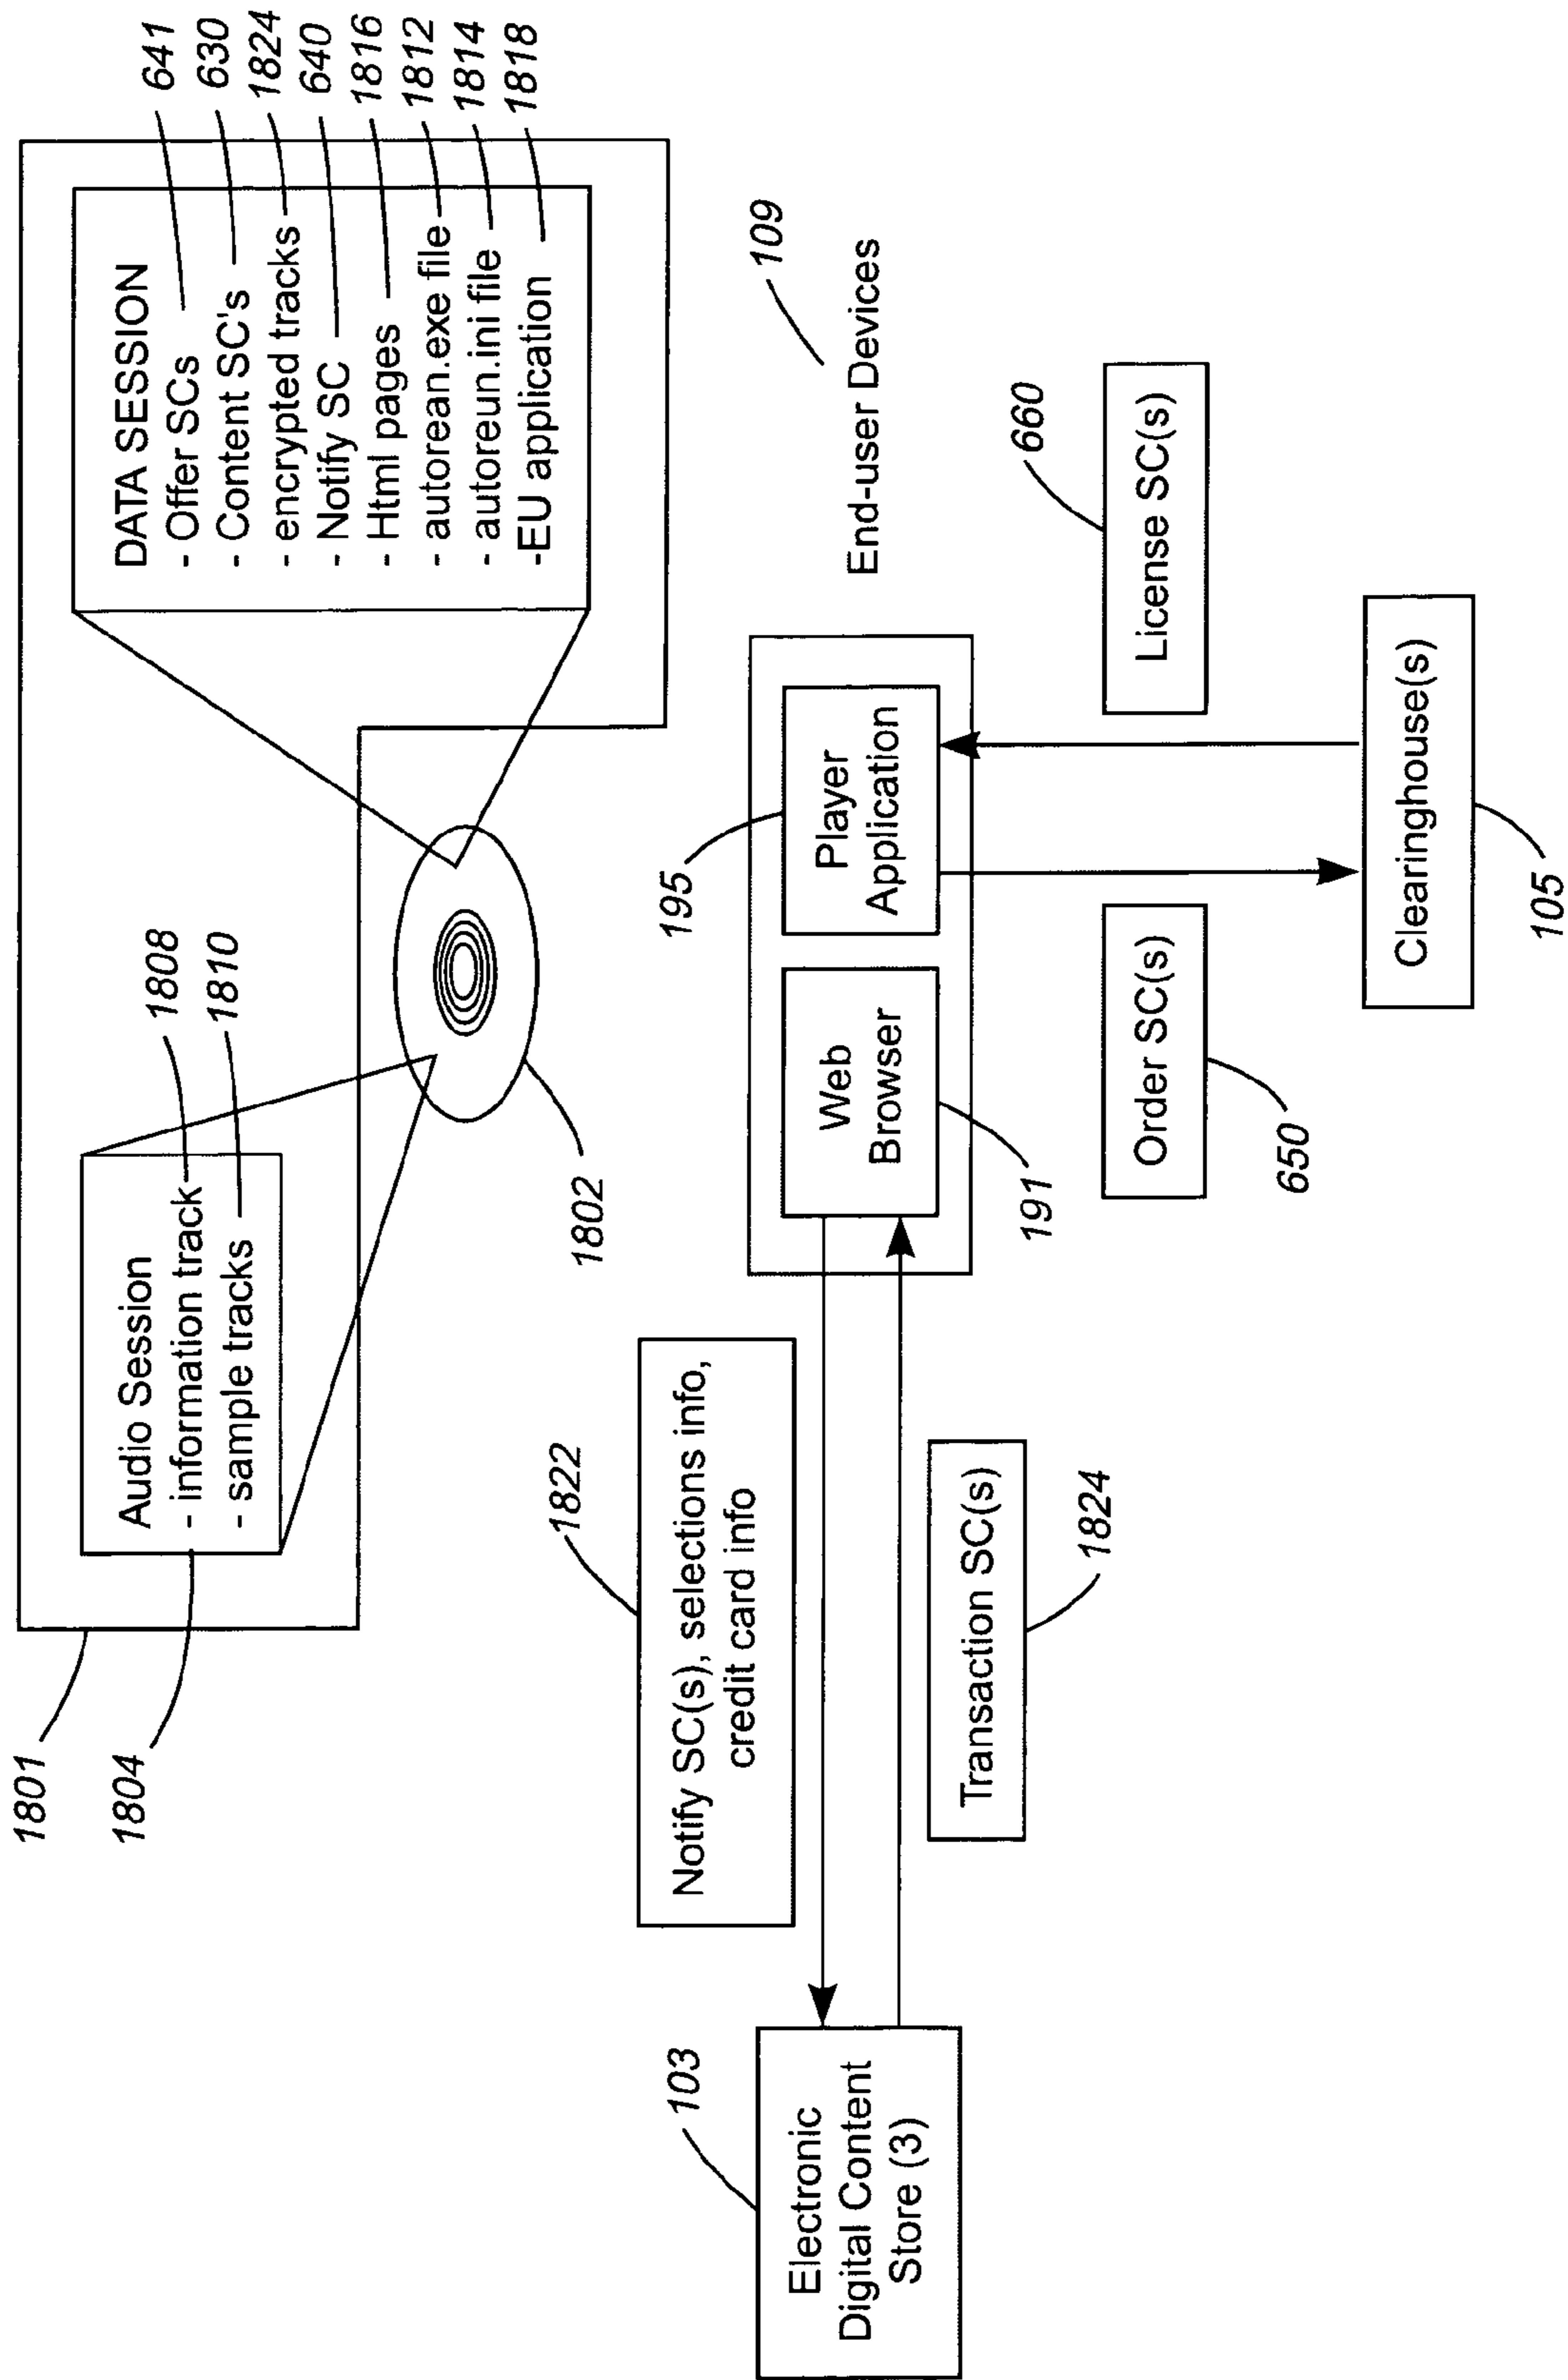 1801
1804
Audio Session
- information track
- sample tracks
1808
1810
1802
DATA SESSION
- Offer SCs
- Content SC's
- encrypted tracks
- Notify SC
- Html pages
- autorean.exe file
- autoreun.ini file
-EU application
641
630
1824
640
1816
1812
1814
1818
103
Electronic
Digital Content
Store (3)
1822
Notify SC(s), selections info,
credit card info
Transaction SC(s)
1824
Web
Browser
191
195
Player
Application
109
End-user Devices
Order SC(s)
650
License SC(s)
660
Clearinghouse(s)
105